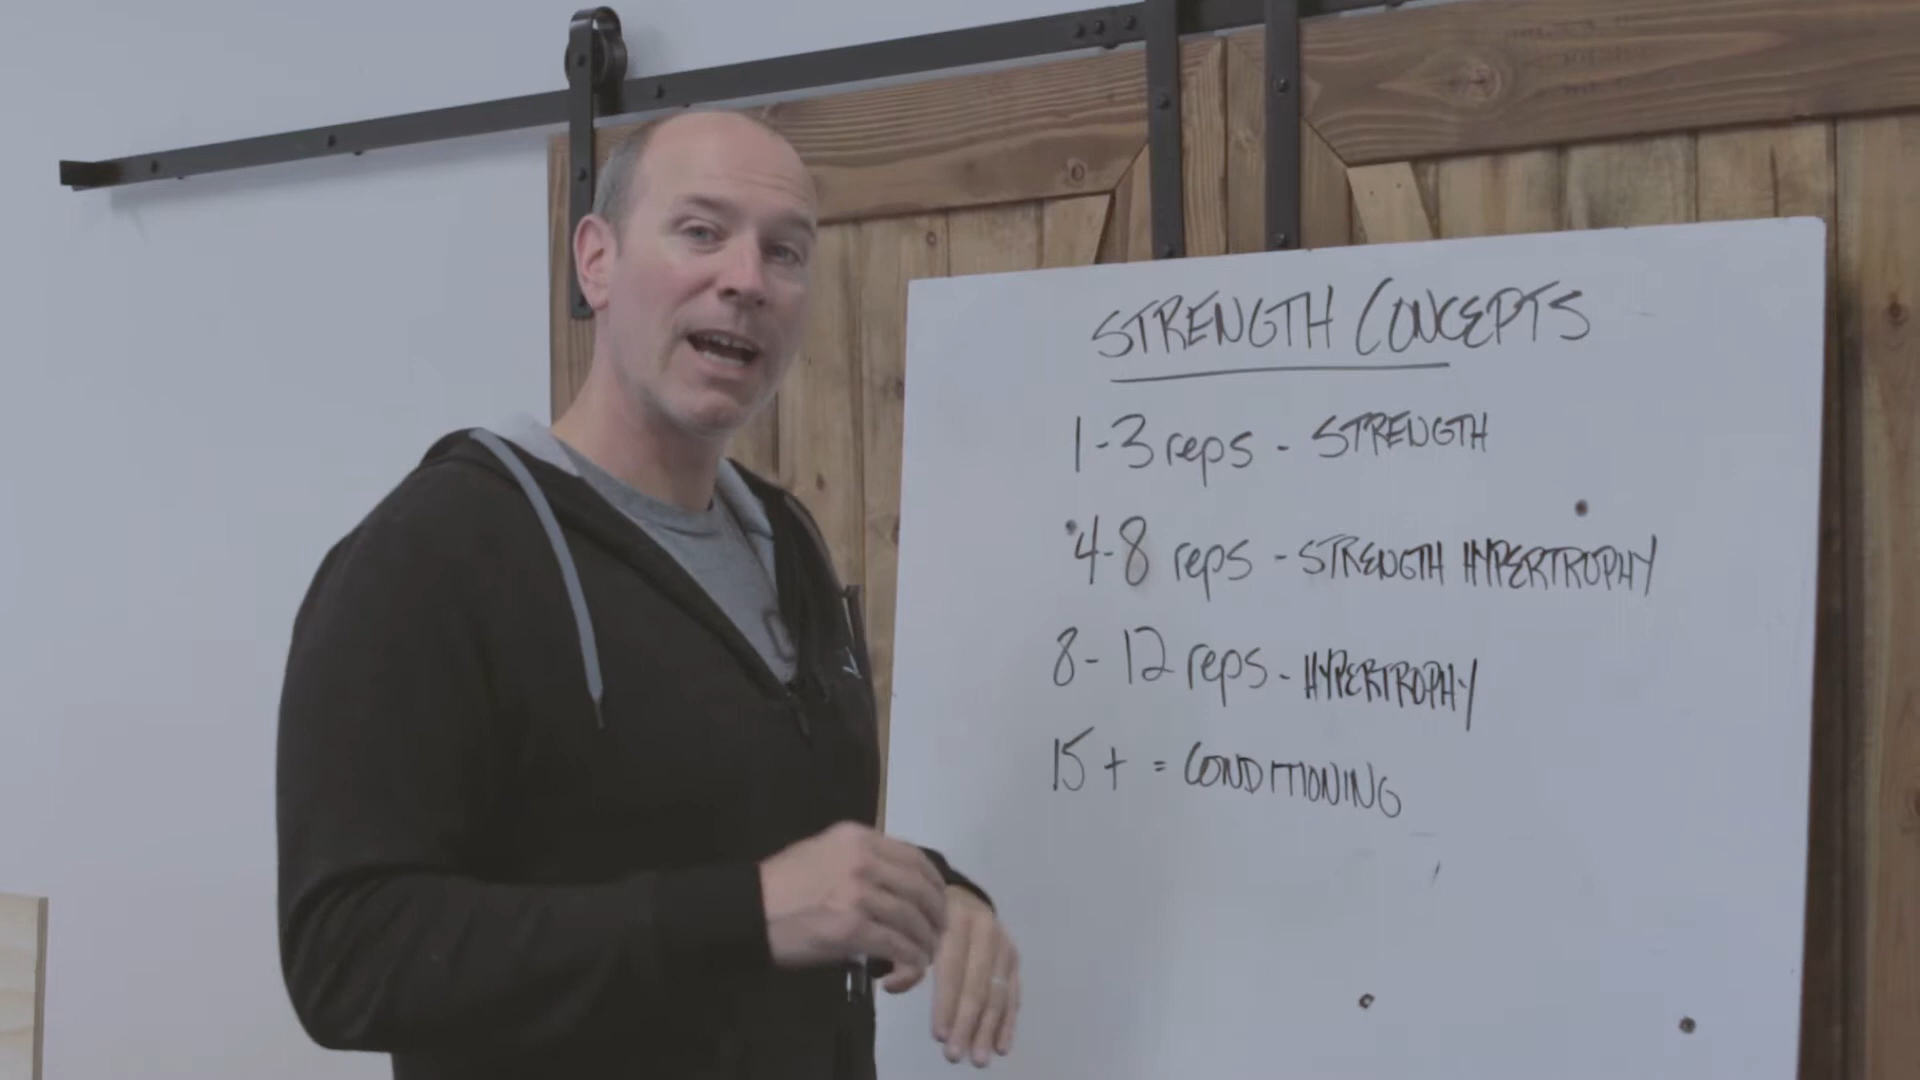 STRENGTH CONCEPTS
1-3 reps - STRENGTH
4-8 reps - STRENGTH HYPERTROPHY
8-12 reps - HYPERTROPHY
15 + = CONDITIONING